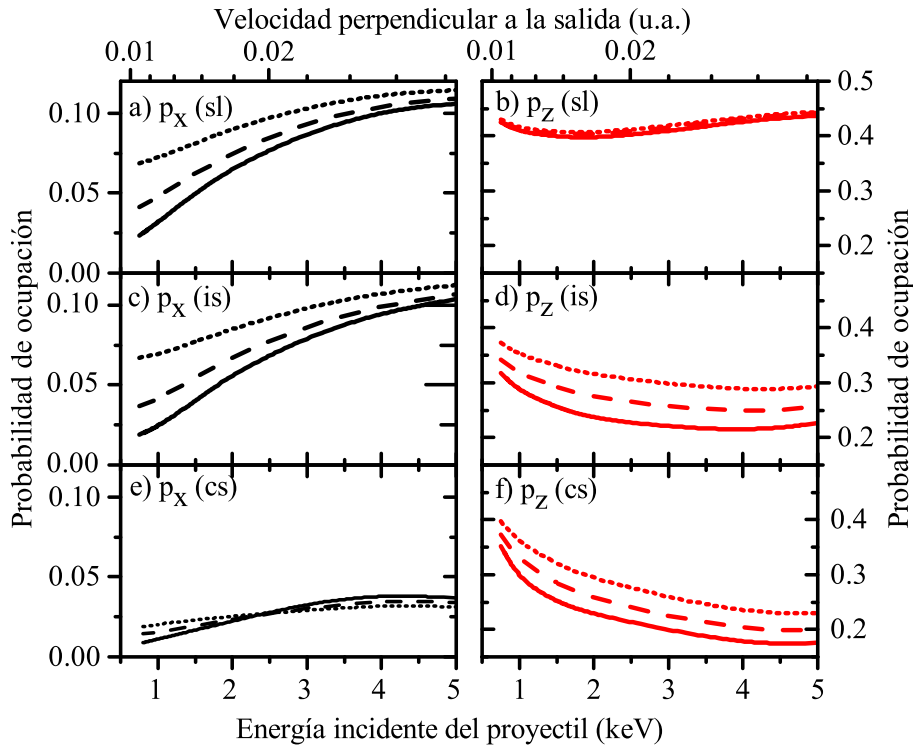 Velocidad perpendicular a la salida (u.a.)
0.01 0.02 0.01 0.02
a) pX (sl)
b) pZ (sl)
0.10
0.05
0.00
0.5
0.4
0.3
0.2
c) pX (is)
d) pZ (is)
0.10
0.05
0.00
0.4
0.3
0.2
e) pX (cs)
f) pZ (cs)
0.10
0.05
0.00
0.4
0.3
0.2
Probabilidad de ocupación
Probabilidad de ocupación
1 2 3 4 5 1 2 3 4 5
Energía incidente del proyectil (keV)